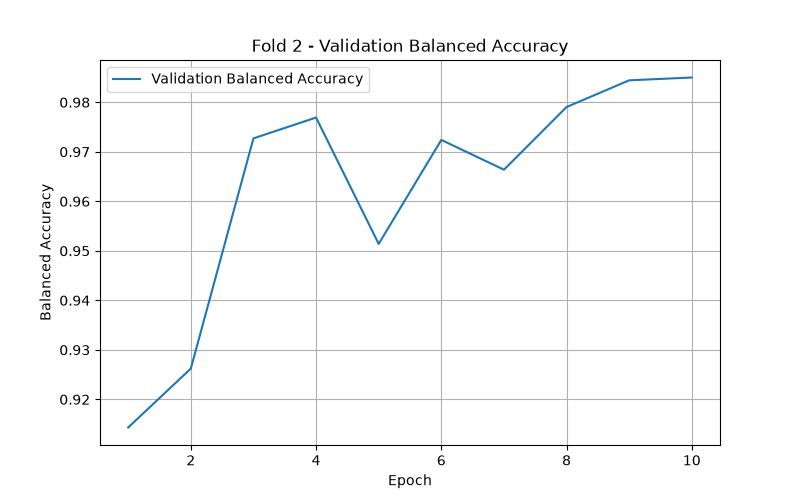 Fold 2 - Validation Balanced Accuracy
Validation Balanced Accuracy
0.98
0.97
0.96
0.95
0.94
0.93
0.92
Balanced Accuracy
2 4 6 8 10
Epoch